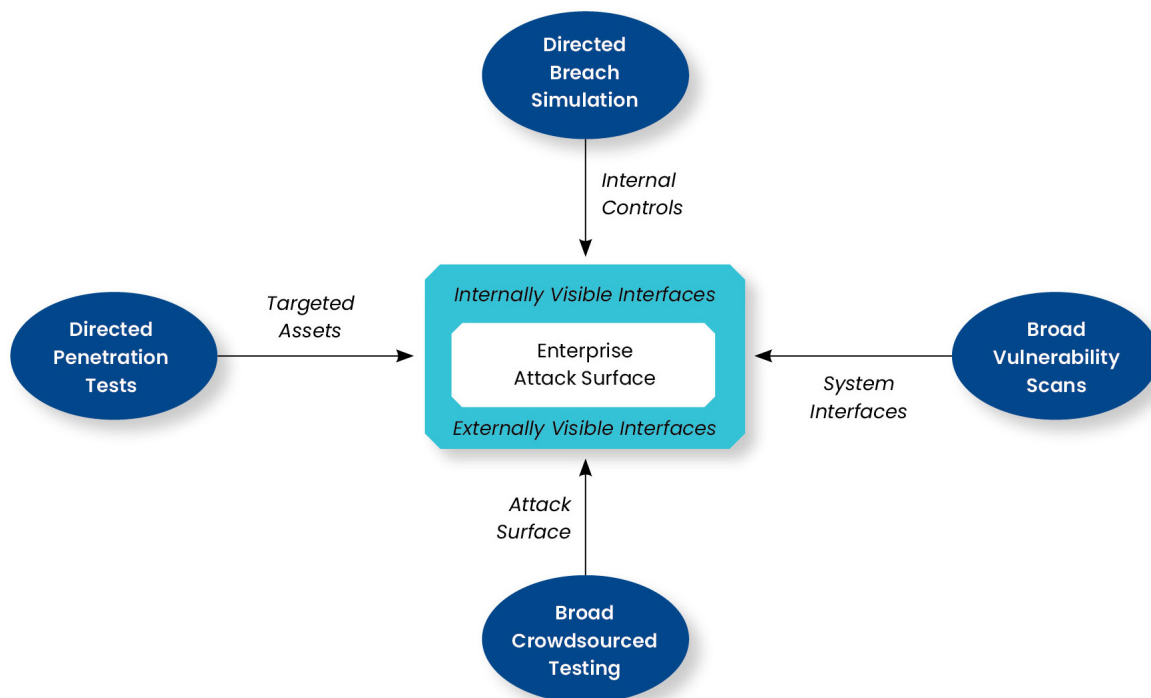 Directed
Breach
Simulation
Internal
Controls
Internally Visible Interfaces
Targeted
Assets
Directed
Penetration
Tests
Enterprise
Attack Surface
Broad
Vulnerability
Scans
System
Interfaces
Externally Visible Interfaces
Attack
Surface
Broad
Crowdsourced
Testing